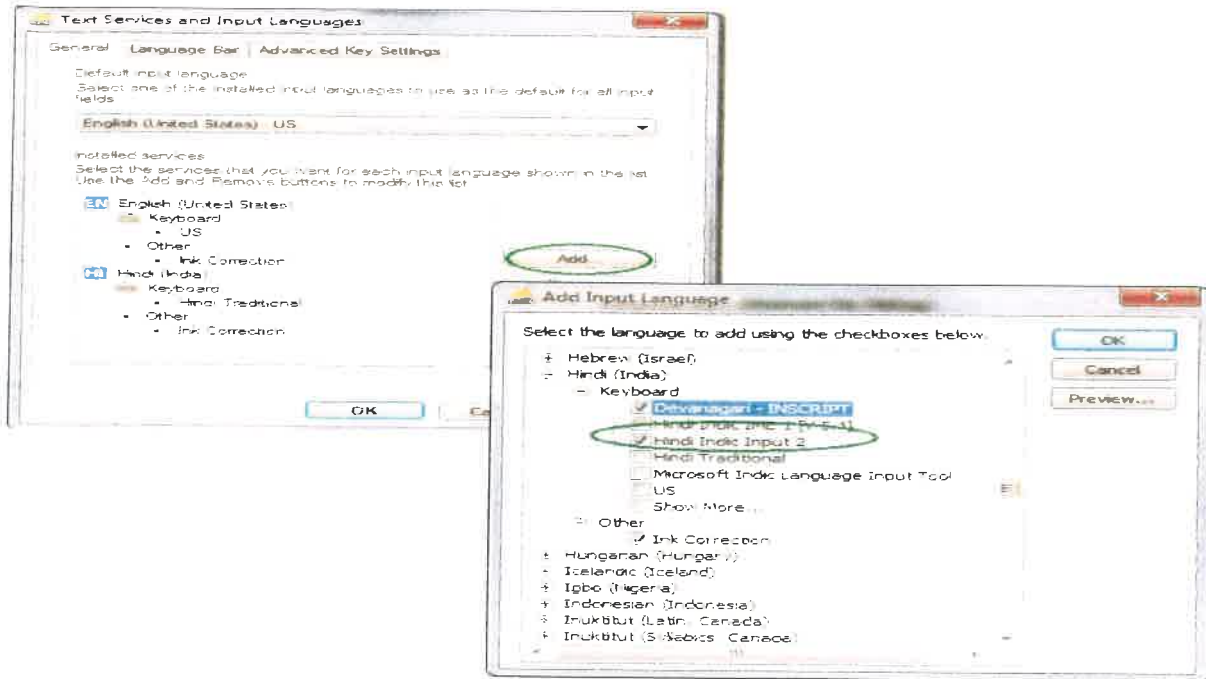 Text Services and Input Languages
General Language Bar Advanced Key Settings
Default input language
Select one of the installed input languages to use as the default for all input
fields
English (United States) US
Installed services
Select the services that you want for each input language shown in the list
Use the Add and Remove buttons to modify this list
EN English (United States)
Keyboard
US
Other
Ink Correction
Add
Hindi (India)
Keyboard
Hindi Traditional
Other
Ink Correction
OK
Add Input Language
Select the language to add using the checkboxes below.
OK
Cancel
Preview...
Hebrew (Israel)
Hindi (India)
Keyboard
Devanagari - INSCRIPT
Hindi Indic IME 1
Hindi Indic Input 2
Hindi Traditional
Microsoft Indic Language Input Tool
US
Show More...
Other
Ink Correction
Hungarian (Hungary)
Icelandic (Iceland)
Igbo (Nigeria)
Indonesian (Indonesia)
Inuktitut (Latin, Canada)
Inuktitut (Syllabics, Canada)